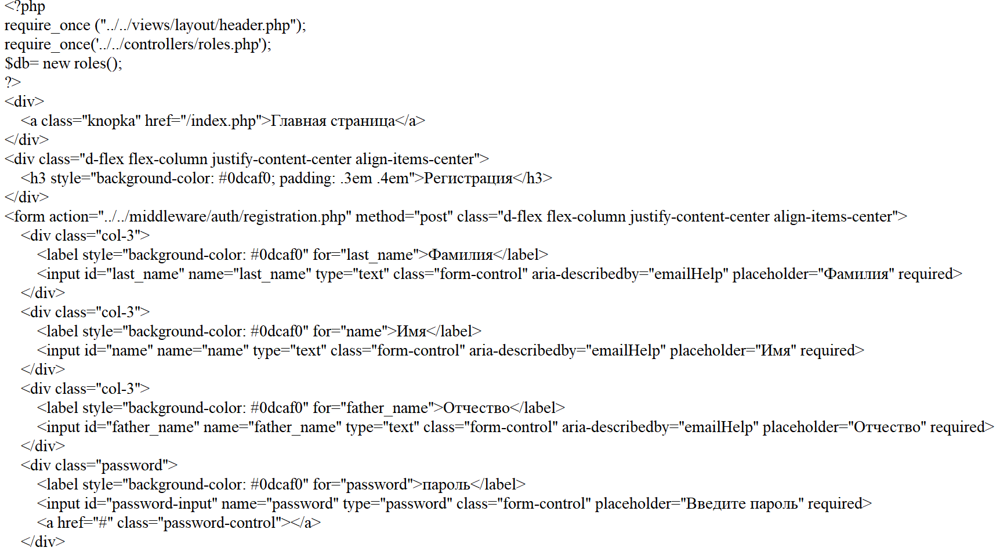 <?php
require_once ("../../views/layout/header.php");
require_once('../../controllers/roles.php');
$db= new roles();
?>
<div>
    <a class="knopka" href="/index.php">Главная страница</a>
</div>
<div class="d-flex flex-column justify-content-center align-items-center">
    <h3 style="background-color: #0dcaf0; padding: .3em .4em">Регистрация</h3>
</div>
<form action="../../middleware/auth/registration.php" method="post" class="d-flex flex-column justify-content-center align-items-center">
    <div class="col-3">
        <label style="background-color: #0dcaf0" for="last_name">Фамилия</label>
        <input id="last_name" name="last_name" type="text" class="form-control" aria-describedby="emailHelp" placeholder="Фамилия" required>
    </div>
    <div class="col-3">
        <label style="background-color: #0dcaf0" for="name">Имя</label>
        <input id="name" name="name" type="text" class="form-control" aria-describedby="emailHelp" placeholder="Имя" required>
    </div>
    <div class="col-3">
        <label style="background-color: #0dcaf0" for="father_name">Отчество</label>
        <input id="father_name" name="father_name" type="text" class="form-control" aria-describedby="emailHelp" placeholder="Отчество" required>
    </div>
    <div class="password">
        <label style="background-color: #0dcaf0" for="password">пароль</label>
        <input id="password-input" name="password" type="password" class="form-control" placeholder="Введите пароль" required>
        <a href="#" class="password-control"></a>
    </div>